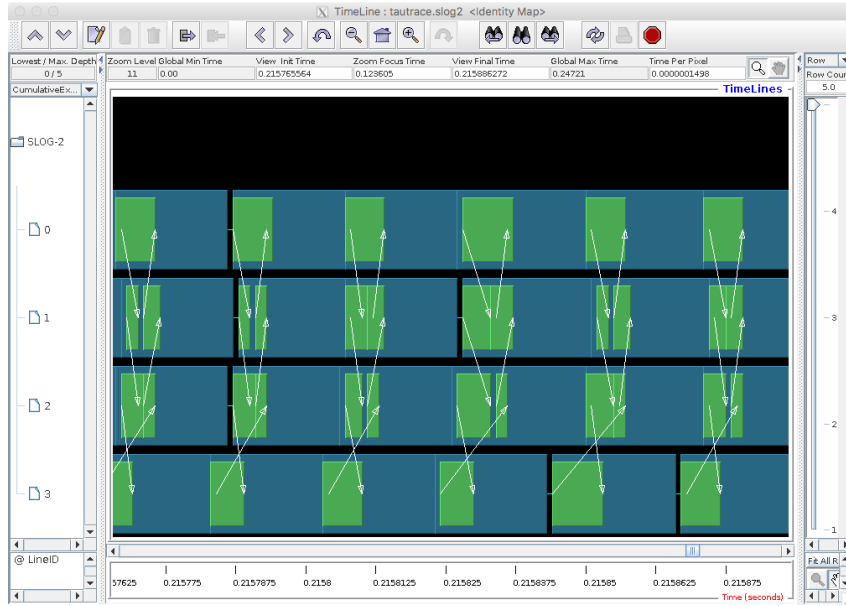 TimeLine : tautrace.slog2 <Identity Map>
Lowest / Max. Depth
0 / 5
Zoom Level Global Min Time View Init Time Zoom Focus Time View Final Time Global Max Time Time Per Pixel
11 0.00 0.215765564 0.123605 0.215886272 0.24721 0.0000001498
Row
Row Coun
5.0
CumulativeEx...
TimeLines
SLOG-2
0
1
2
3
4
3
2
1
@ LineID
57625 0.215775 0.2157875 0.2158 0.2158125 0.215825 0.2158375 0.21585 0.2158625 0.215875
Time (seconds)
Fit All R